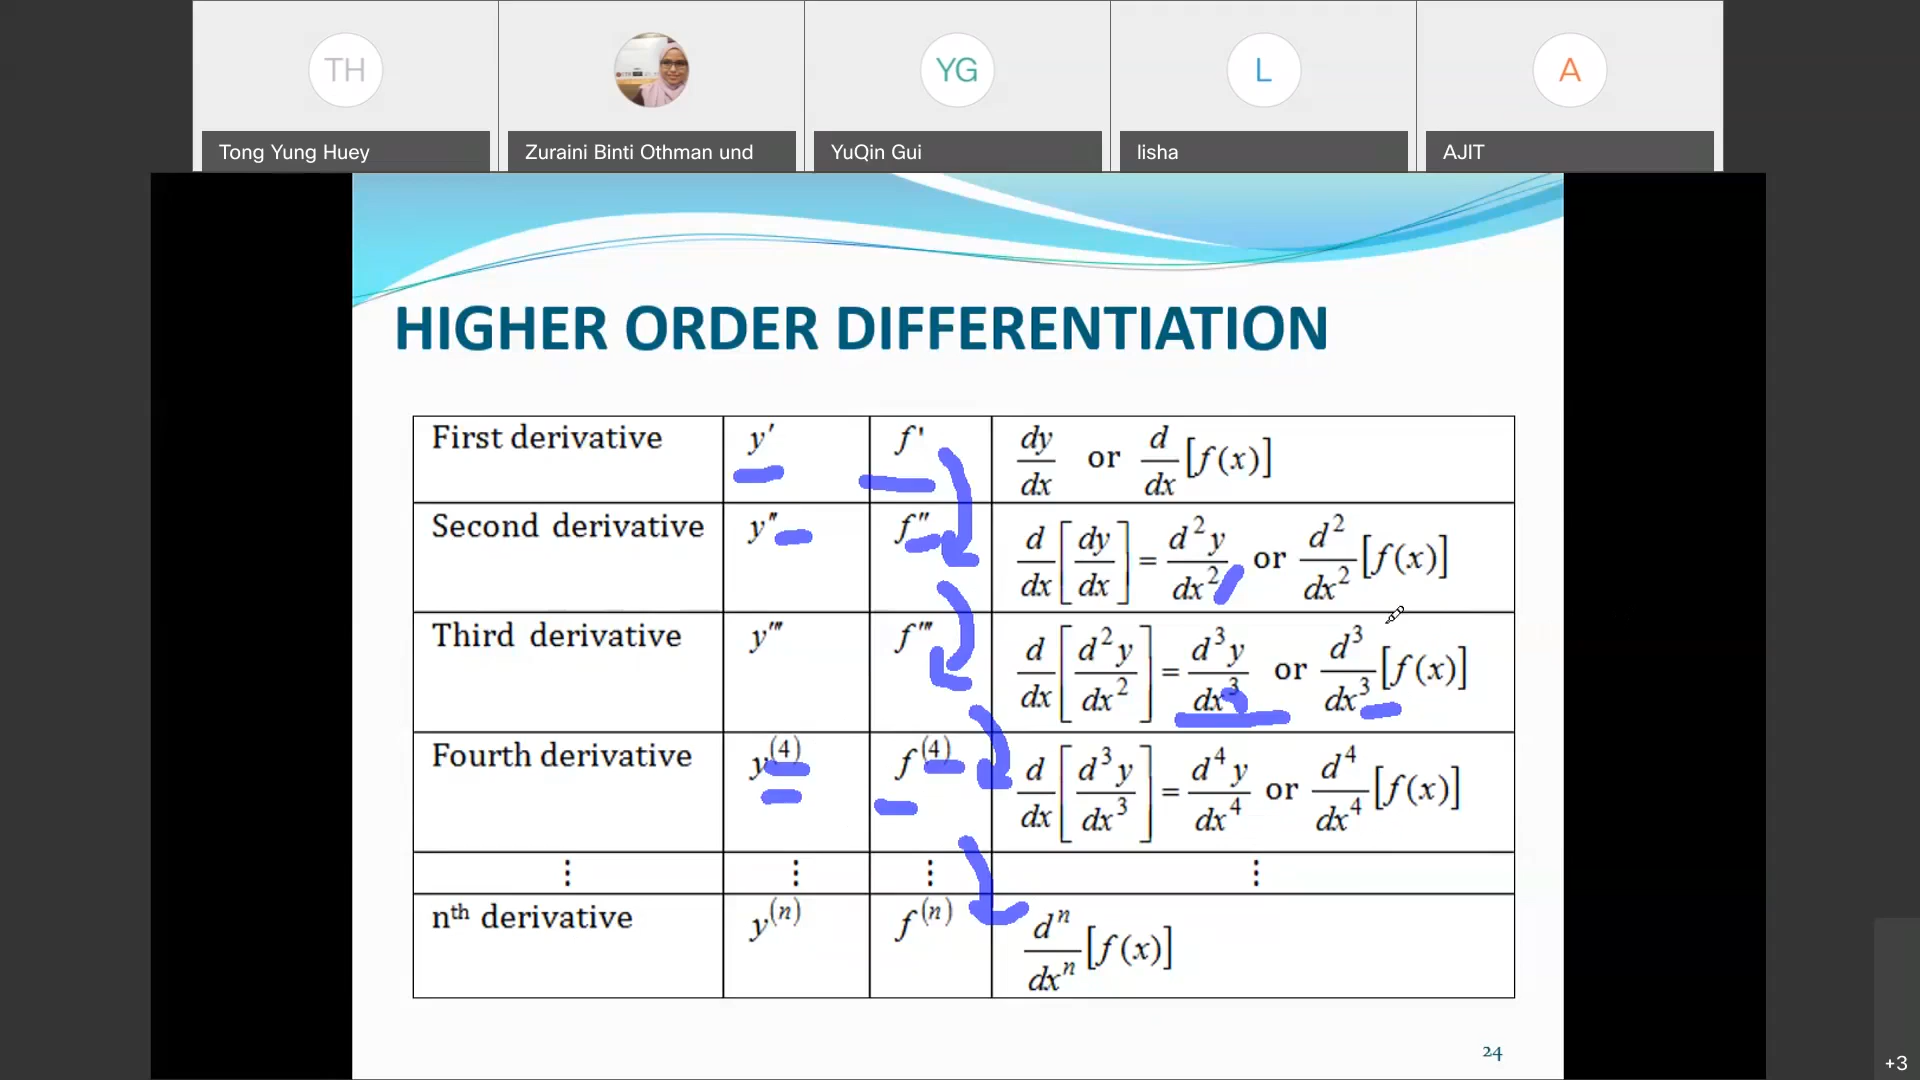 TH
YG
L
A
Tong Yung Huey
Zuraini Binti Othman und
YuQin Gui
lisha
AJIT
HIGHER ORDER DIFFERENTIATION
First derivative y′ f' dy/dx or d/dx [f(x)]
Second derivative y″ f″ d/dx [dy/dx] = d²y/dx² or d²/dx² [f(x)]
Third derivative y‴ f‴ d/dx [d²y/dx²] = d³y/dx³ or d³/dx³ [f(x)]
Fourth derivative y⁽⁴⁾ f⁽⁴⁾ d/dx [d³y/dx³] = d⁴y/dx⁴ or d⁴/dx⁴ [f(x)]
⋮ ⋮ ⋮ ⋮
nᵗʰ derivative y⁽ⁿ⁾ f⁽ⁿ⁾ dⁿ/dxⁿ [f(x)]
24
+3